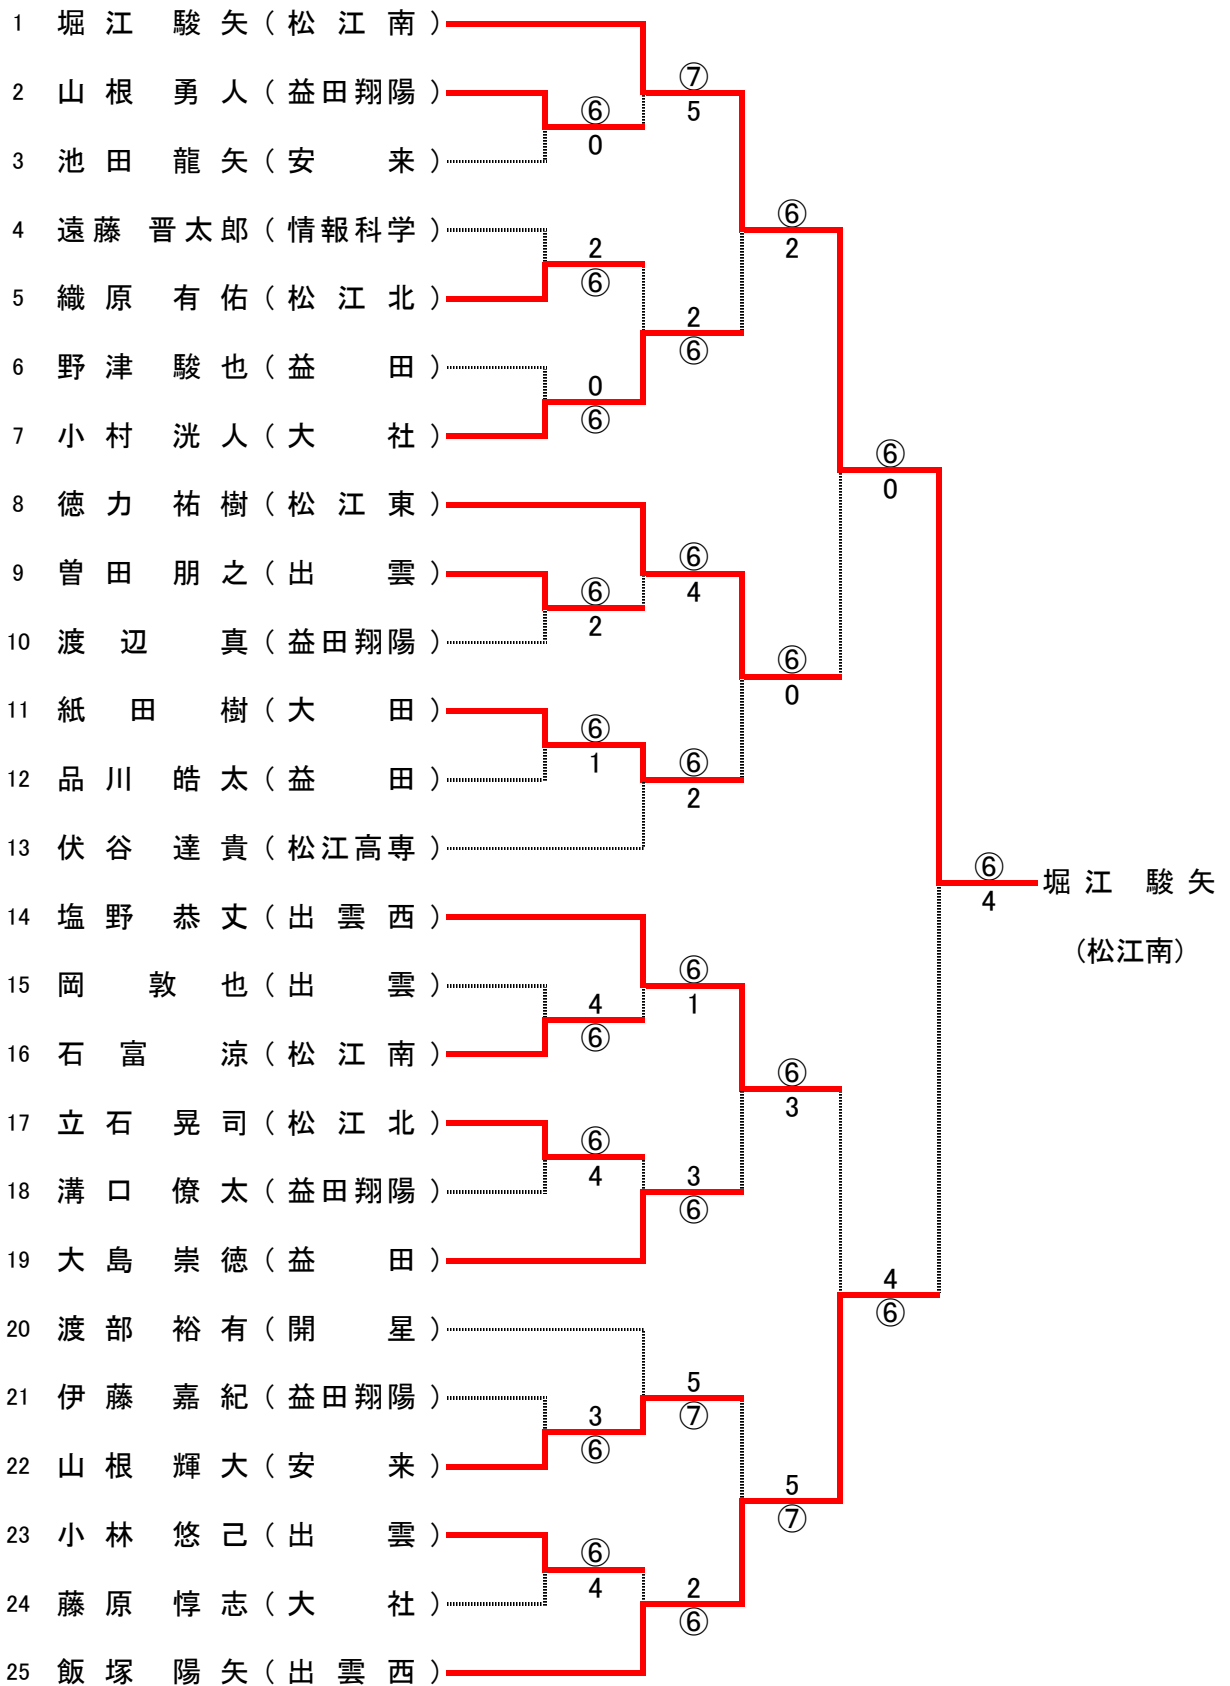 1 堀江 駿矢(松江南)
⑦
2 山根 勇人(益田翔陽)
⑥ 5
0
3 池田 龍矢(安 来)
⑥
4 遠藤 晋太郎(情報科学)
2 2
⑥
5 織原 有佑(松江北)
2
⑥
6 野津 駿也(益 田)
0
⑥
7 小村 洸人(大 社)
⑥
0
8 徳力 祐樹(松江東)
⑥
9 曽田 朋之(出 雲)
⑥ 4
2
10 渡辺 真(益田翔陽)
⑥
0
11 紙田 樹(大 田)
⑥
1 ⑥
12 品川 皓太(益 田)
2
13 伏谷 達貴(松江高専)
⑥
4
堀江 駿矢
(松江南)
14 塩野 恭丈(出雲西)
⑥
15 岡 敦也(出 雲)
4 1
⑥
16 石富 涼(松江南)
⑥
3
17 立石 晃司(松江北)
⑥
4 3
18 溝口 僚太(益田翔陽)
⑥
19 大島 崇徳(益 田)
4
⑥
20 渡部 裕有(開 星)
5
21 伊藤 嘉紀(益田翔陽)
3 ⑦
⑥
22 山根 輝大(安 来)
5
⑦
23 小林 悠己(出 雲)
⑥
4 2
24 藤原 惇志(大 社)
⑥
25 飯塚 陽矢(出雲西)